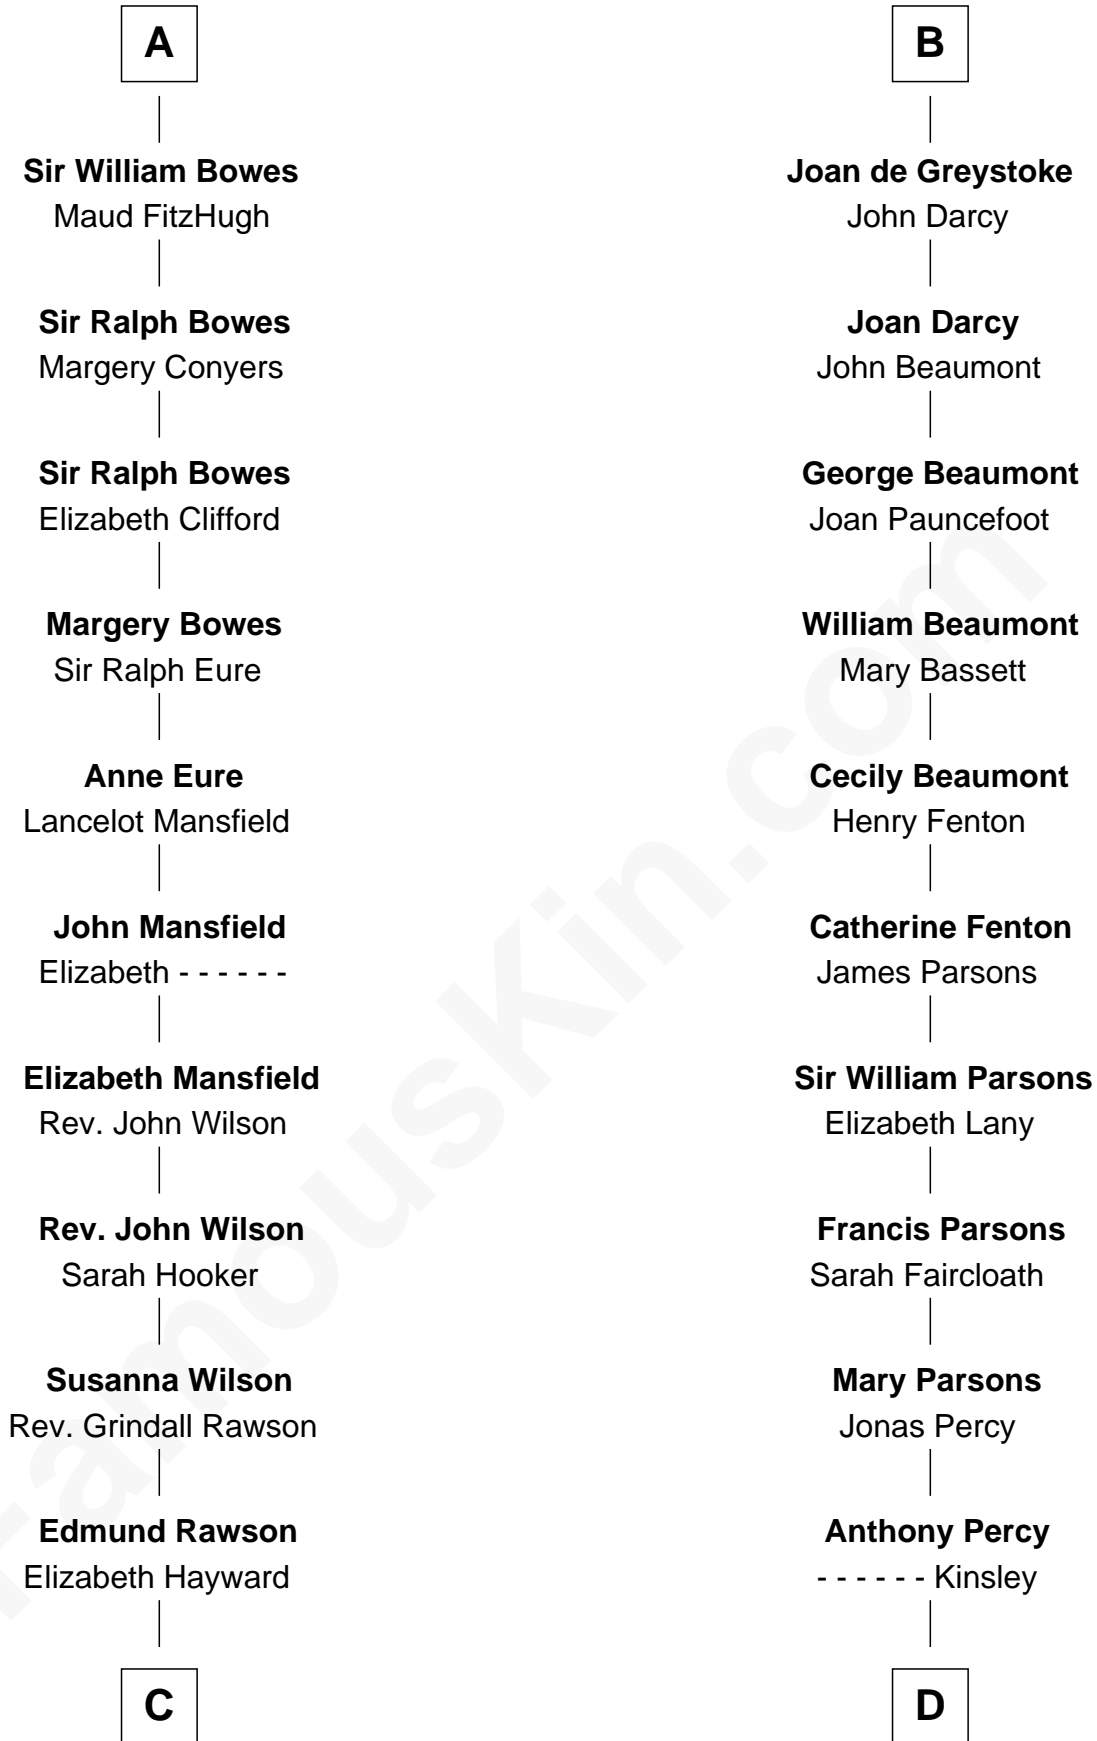 A
Sir William Bowes
Maud FitzHugh
Sir Ralph Bowes
Margery Conyers
Sir Ralph Bowes
Elizabeth Clifford
Margery Bowes
Sir Ralph Eure
Anne Eure
Lancelot Mansfield
John Mansfield
Elizabeth - - - - - -
Elizabeth Mansfield
Rev. John Wilson
Rev. John Wilson
Sarah Hooker
Susanna Wilson
Rev. Grindall Rawson
Edmund Rawson
Elizabeth Hayward
C
B
Joan de Greystoke
John Darcy
Joan Darcy
John Beaumont
George Beaumont
Joan Pauncefoot
William Beaumont
Mary Bassett
Cecily Beaumont
Henry Fenton
Catherine Fenton
James Parsons
Sir William Parsons
Elizabeth Lany
Francis Parsons
Sarah Faircloath
Mary Parsons
Jonas Percy
Anthony Percy
- - - - - - Kinsley
D
FamousKin.com